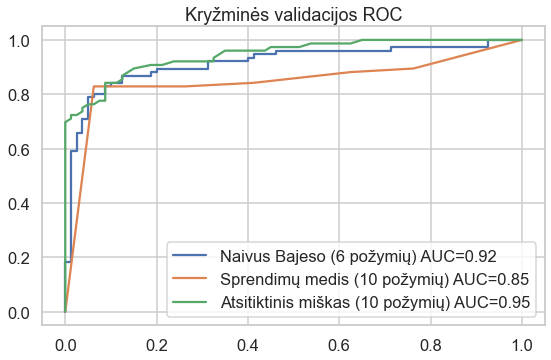 Kryžminės validacijos ROC
1.0
0.8
0.6
0.4
0.2
0.0
Naivus Bajeso (6 požymių) AUC=0.92
Sprendimų medis (10 požymių) AUC=0.85
Atsitiktinis miškas (10 požymių) AUC=0.95
0.0 0.2 0.4 0.6 0.8 1.0